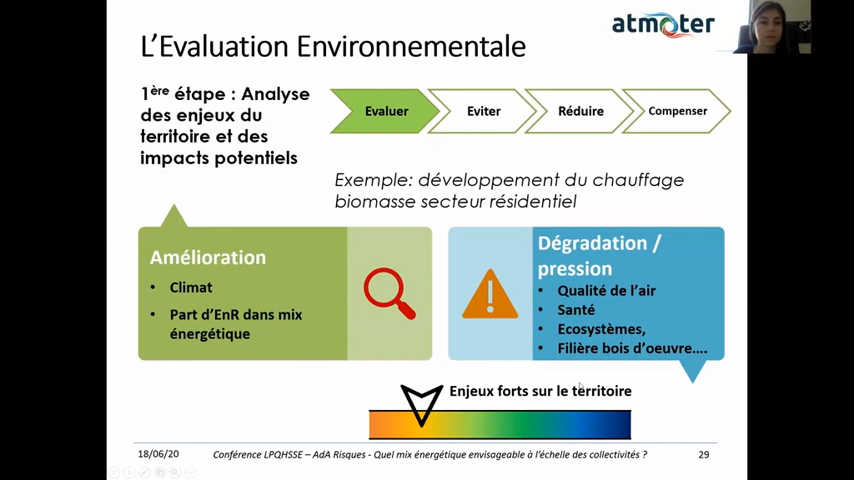 atmoter
L'Evaluation Environnementale
1ère étape : Analyse
des enjeux du
territoire et des
impacts potentiels
Evaluer
Eviter
Réduire
Compenser
Exemple: développement du chauffage
biomasse secteur résidentiel
Amélioration
• Climat
• Part d'EnR dans mix
énergétique
Dégradation /
pression
• Qualité de l'air
• Santé
• Ecosystèmes,
• Filière bois d'oeuvre....
Enjeux forts sur le territoire
18/06/20
Conférence LPQHSSE – AdA Risques - Quel mix énergétique envisageable à l'échelle des collectivités ?
29